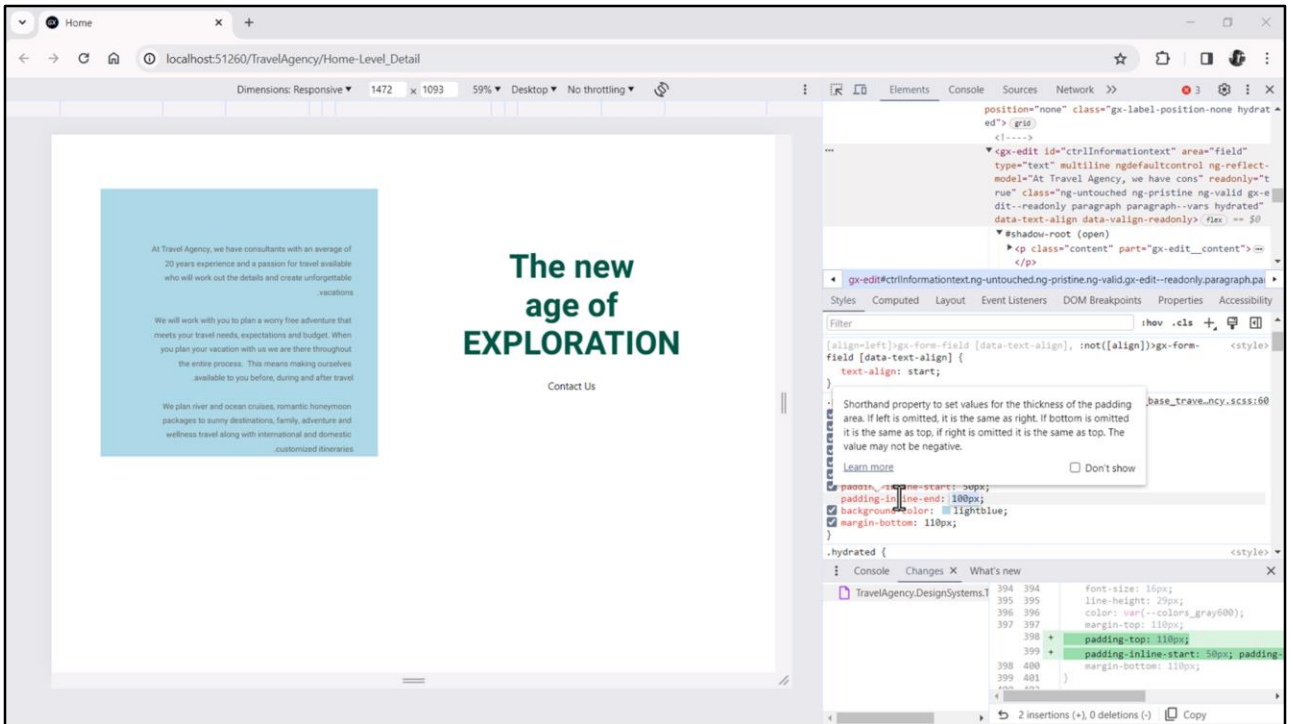 Home
localhost:51260/TravelAgency/Home-Level_Detail
Dimensions: Responsive 1472 x 1093 59% Desktop No throttling
At Travel Agency, we have consultants with an average of
20 years experience and a passion for travel available
who will work out the details and create unforgettable
.vacations
We will work with you to plan a worry free adventure that
meets your travel needs, expectations and budget. When
you plan your vacation with us we are there throughout
the entire process. This means making ourselves
.available to you before, during and after travel
We plan river and ocean cruises, romantic honeymoon
packages to sunny destinations, family, adventure and
wellness travel along with international and domestic
.customized itineraries
The new
age of
EXPLORATION
Contact Us
Elements Console Sources Network >> 3
position="none" class="gx-label-position-none hydrat
ed"> grid
<!---->
<gx-edit id="ctrlInformationtext" area="field"
type="text" multiline ngdefaultcontrol ng-reflect-
model="At Travel Agency, we have cons" readonly="t
rue" class="ng-untouched ng-pristine ng-valid gx-e
dit--readonly paragraph paragraph--vars hydrated"
data-text-align data-valign-readonly> flex == $0
#shadow-root (open)
<p class="content" part="gx-edit__content">
</p>
gx-edit#ctrlInformationtext.ng-untouched.ng-pristine.ng-valid.gx-edit--readonly.paragraph.pa
Styles Computed Layout Event Listeners DOM Breakpoints Properties Accessibility
Filter :hov .cls
[align=left]>gx-form-field [data-text-align], :not([align])>gx-form- <style>
field [data-text-align] {
text-align: start;
}
_base_trave…ncy.scss:60
Shorthand property to set values for the thickness of the padding
area. If left is omitted, it is the same as right. If bottom is omitted
it is the same as top, if right is omitted it is the same as top. The
value may not be negative.
Learn more Don't show
padding-inline-start: 50px;
padding-inline-end: 100px;
background-color: lightblue;
margin-bottom: 110px;
}
.hydrated { <style>
Console Changes What's new
TravelAgency.DesignSystems.T
394 394 font-size: 16px;
395 395 line-height: 29px;
396 396 color: var(--colors_gray600);
397 397 margin-top: 110px;
398 + padding-top: 110px;
399 + padding-inline-start: 50px; padding-
398 400 margin-bottom: 110px;
399 401 }
2 insertions (+), 0 deletions (-) Copy